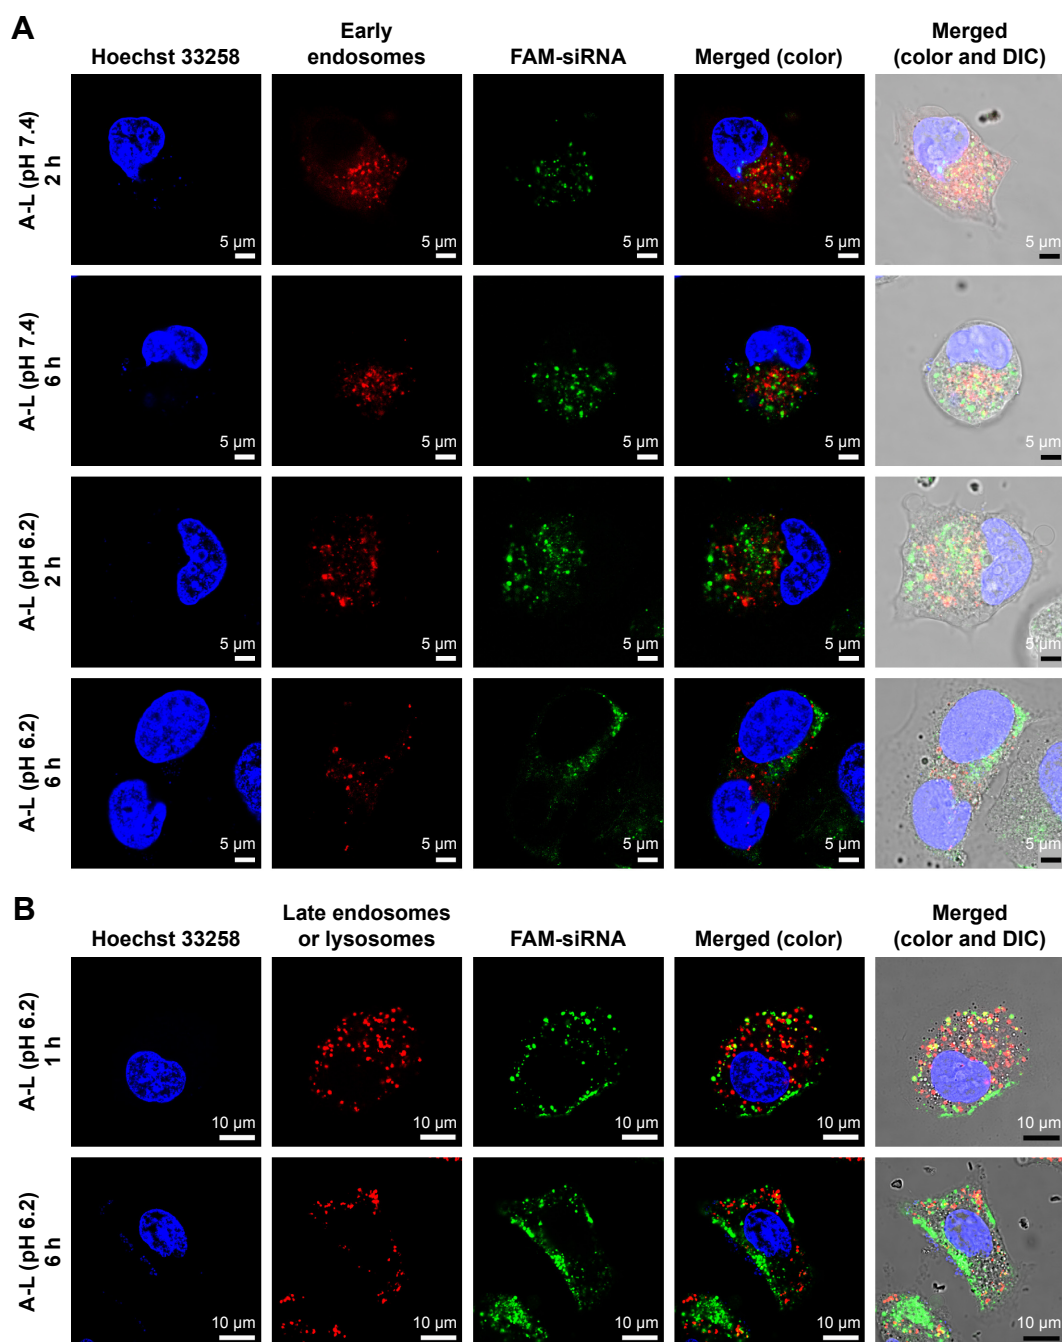 A
Hoechst 33258
Early
endosomes
FAM-siRNA
Merged (color)
Merged
(color and DIC)
A-L (pH 7.4)
2 h
5 µm
5 µm
5 µm
5 µm
5 µm
A-L (pH 7.4)
6 h
5 µm
5 µm
5 µm
5 µm
5 µm
A-L (pH 6.2)
2 h
5 µm
5 µm
5 µm
5 µm
5 µm
A-L (pH 6.2)
6 h
5 µm
5 µm
5 µm
5 µm
5 µm
B
Hoechst 33258
Late endosomes
or lysosomes
FAM-siRNA
Merged (color)
Merged
(color and DIC)
A-L (pH 6.2)
1 h
10 µm
10 µm
10 µm
10 µm
10 µm
A-L (pH 6.2)
6 h
10 µm
10 µm
10 µm
10 µm
10 µm